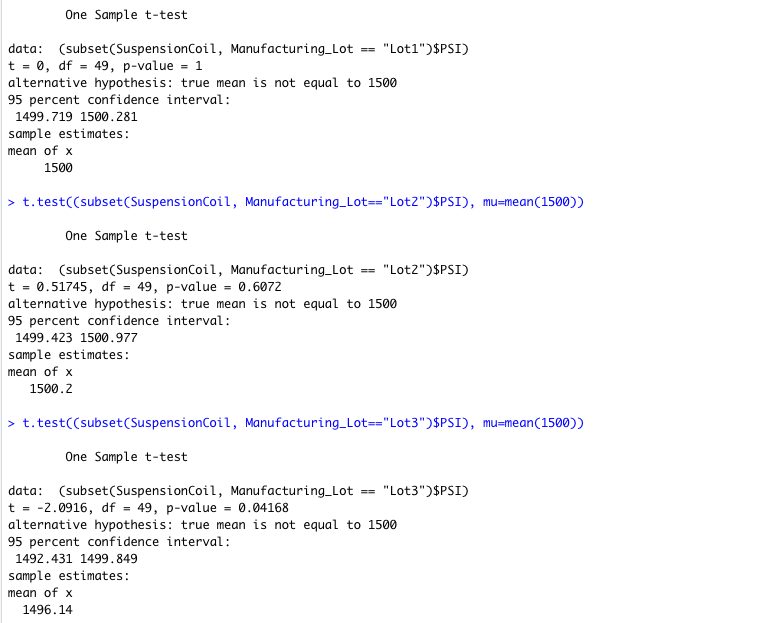 One Sample t-test
data:  (subset(SuspensionCoil, Manufacturing_Lot == "Lot1")$PSI)
t = 0, df = 49, p-value = 1
alternative hypothesis: true mean is not equal to 1500
95 percent confidence interval:
 1499.719 1500.281
sample estimates:
mean of x
     1500
> t.test((subset(SuspensionCoil, Manufacturing_Lot=="Lot2")$PSI), mu=mean(1500))
One Sample t-test
data:  (subset(SuspensionCoil, Manufacturing_Lot == "Lot2")$PSI)
t = 0.51745, df = 49, p-value = 0.6072
alternative hypothesis: true mean is not equal to 1500
95 percent confidence interval:
 1499.423 1500.977
sample estimates:
mean of x
   1500.2
> t.test((subset(SuspensionCoil, Manufacturing_Lot=="Lot3")$PSI), mu=mean(1500))
One Sample t-test
data:  (subset(SuspensionCoil, Manufacturing_Lot == "Lot3")$PSI)
t = -2.0916, df = 49, p-value = 0.04168
alternative hypothesis: true mean is not equal to 1500
95 percent confidence interval:
 1492.431 1499.849
sample estimates:
mean of x
  1496.14